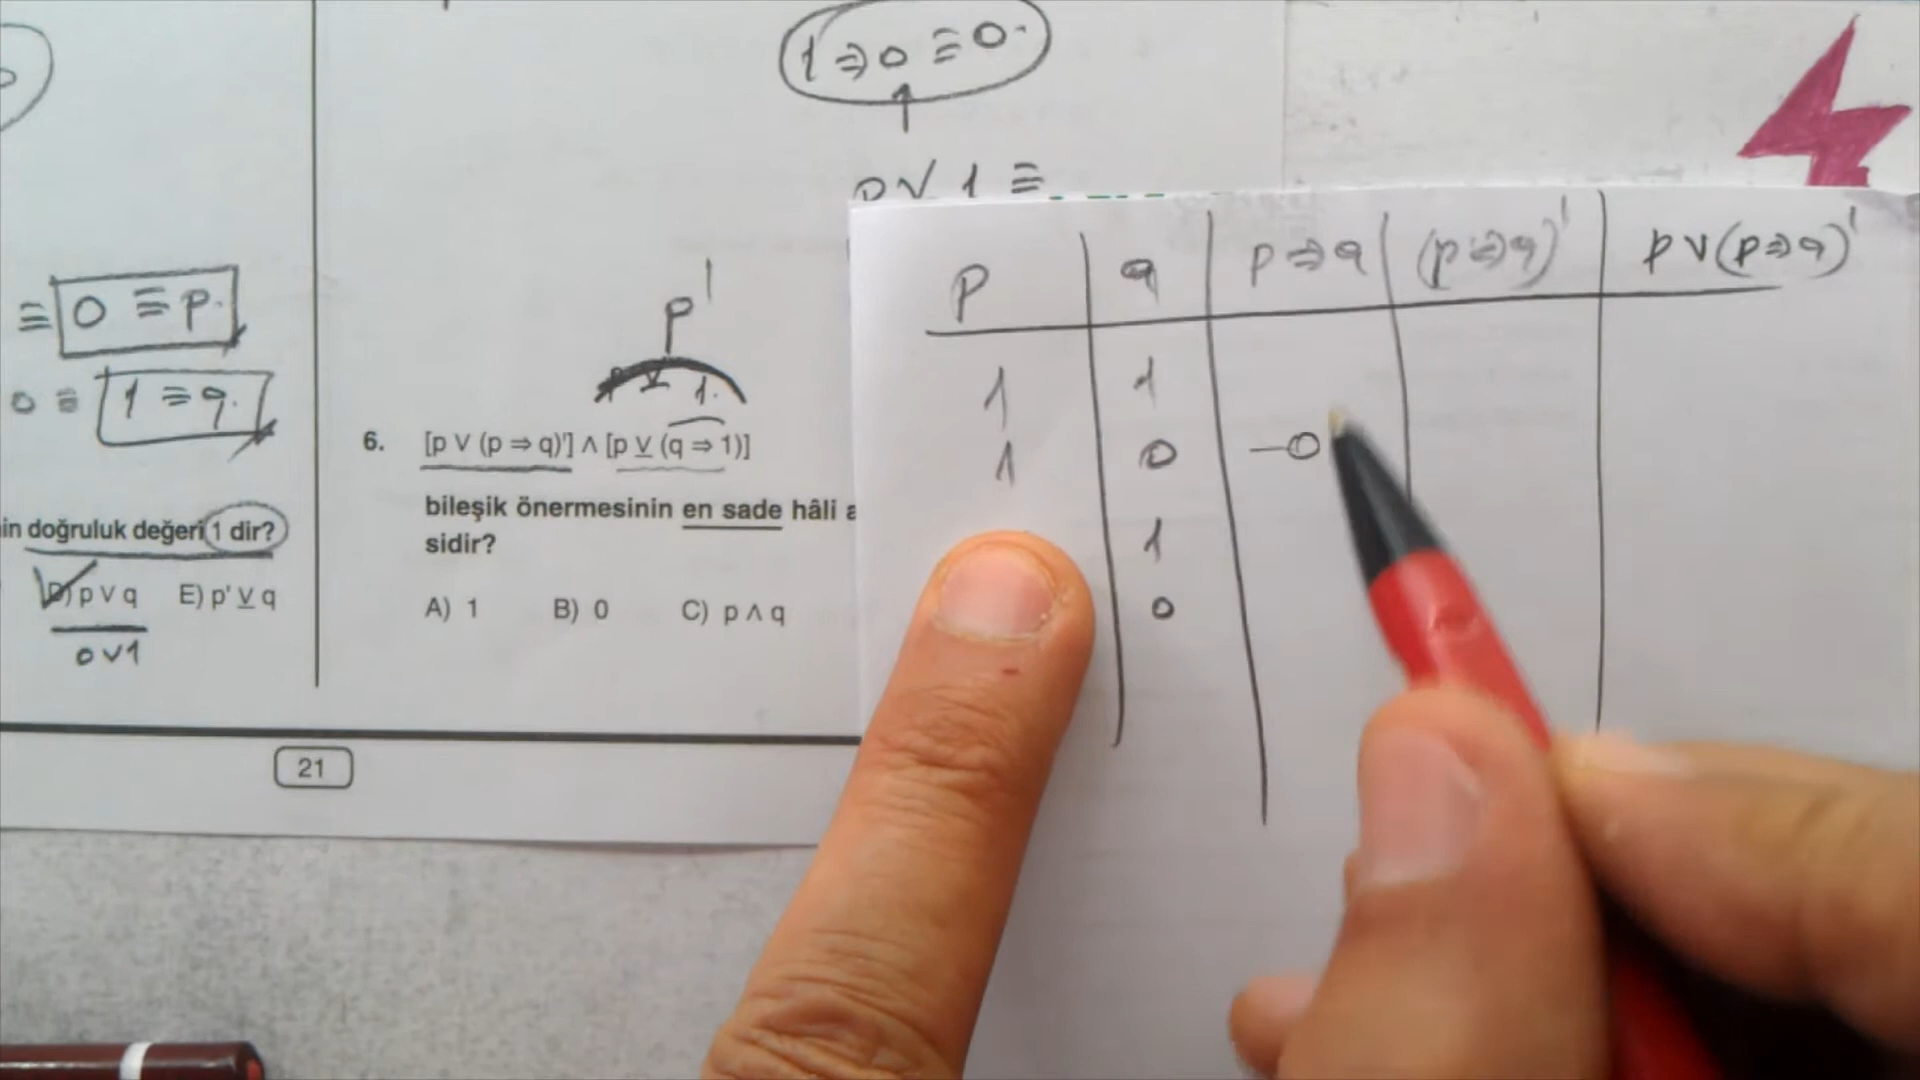 1 ⇒ 0 ≡ 0.
p ∨ 1 ≡
≡ 0 ≡ p.
0 ≡ 1 ≡ q.
in doğruluk değeri 1 dir?
D) p ∨ q E) p' ⊻ q
0 ∨ 1
p'
⊻ 1.
6. [p ∨ (p ⇒ q)'] ∧ [p ⊻ (q ⇒ 1)]
bileşik önermesinin en sade hâli a
sidir?
A) 1 B) 0 C) p ∧ q
21
p q p ⇒ q (p ⇒ q)' p ∨ (p ⇒ q)'
1 1
1 0 0
1
0